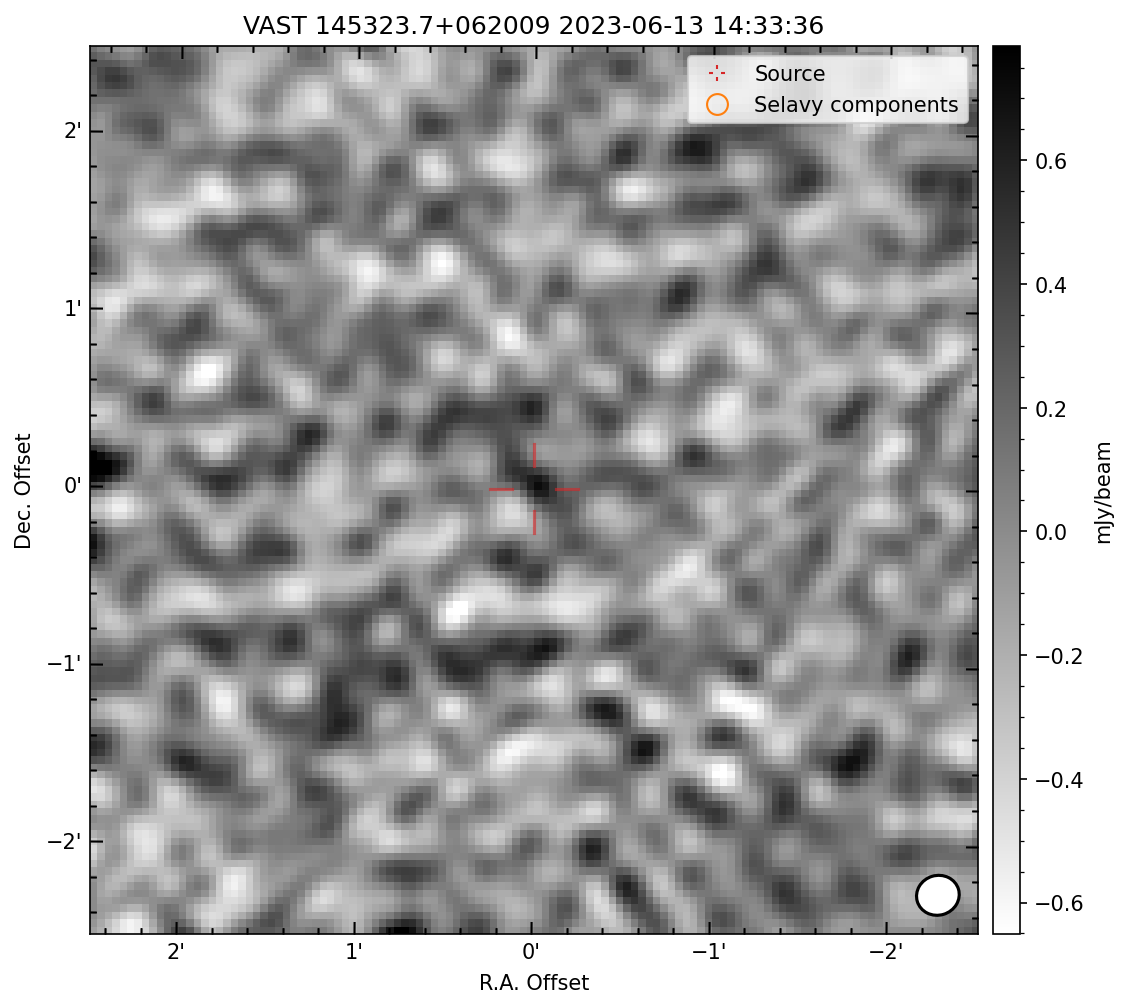 VAST 145323.7+062009 2023-06-13 14:33:36
Source
Selavy components
2'
1'
0'
−1'
−2'
Dec. Offset
2'
1'
0'
−1'
−2'
R.A. Offset
0.6
0.4
0.2
0.0
−0.2
−0.4
−0.6
mJy/beam